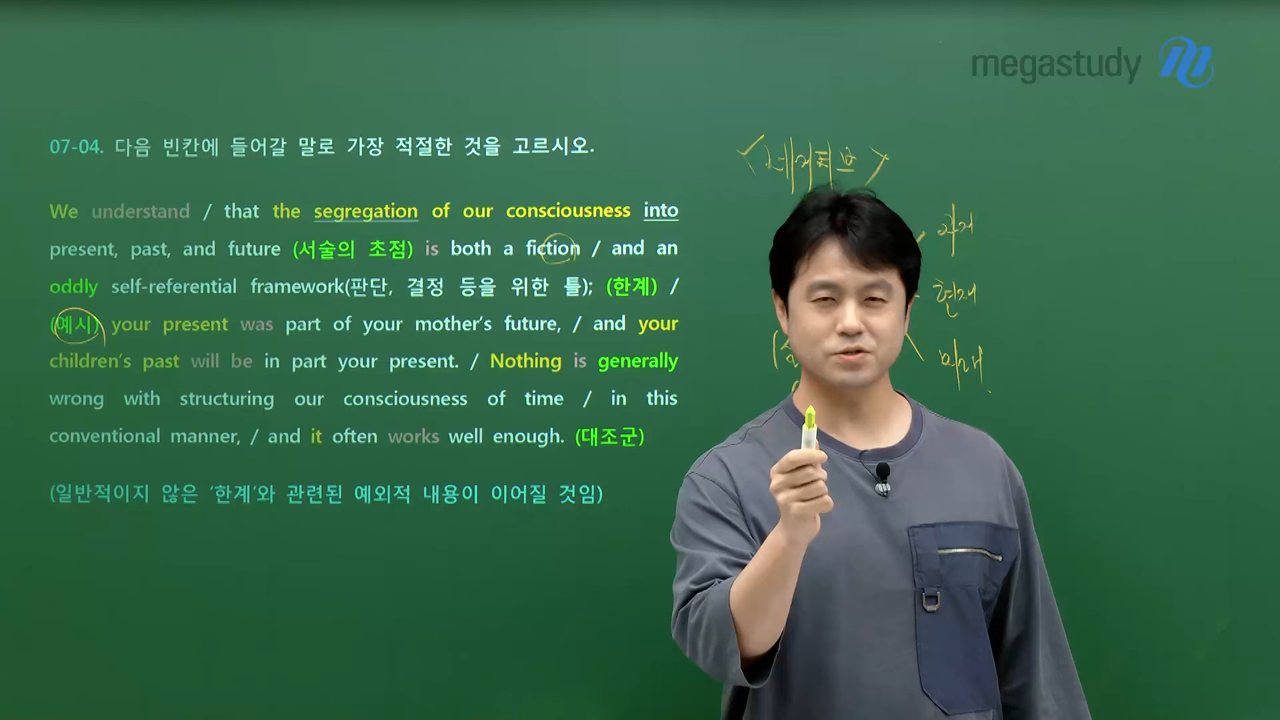 megastudy
07-04. 다음 빈칸에 들어갈 말로 가장 적절한 것을 고르시오.
We understand / that the segregation of our consciousness into
present, past, and future (서술의 초점) is both a fiction / and an
oddly self-referential framework(판단, 결정 등을 위한 틀); (한계) /
(예시) your present was part of your mother's future, / and your
children's past will be in part your present. / Nothing is generally
wrong with structuring our consciousness of time / in this
conventional manner, / and it often works well enough. (대조군)
(일반적이지 않은 '한계'와 관련된 예외적 내용이 이어질 것임)
과거
현재
미래